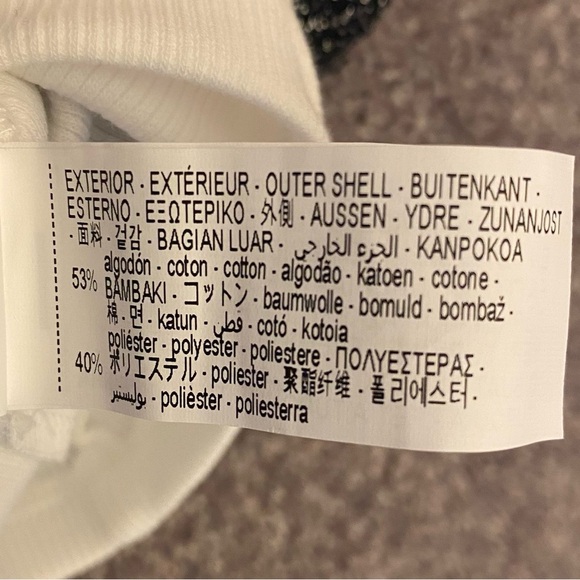 EXTERIOR - EXTÉRIEUR - OUTER SHELL - BUITENKANT -
ESTERNO - ΕΞΩΤΕΡΙΚΟ - 外側 - AUSSEN - YDRE - ZUNANJOST
- 面料 - 겉감 - BAGIAN LUAR - الجزء الخارجي - KANPOKOA
algodón - coton - cotton - algodão - katoen - cotone -
53% BAMBAKI - コットン - baumwolle - bomuld - bombaž -
棉 - 면 - katun - قطن - cotó - kotoia
poliéster - polyester - poliestere - ΠΟΛΥΕΣΤΕΡΑΣ -
40% ポリエステル - poliester - 聚酯纤维 - 폴리에스터 -
بوليستير - polièster - poliesterra